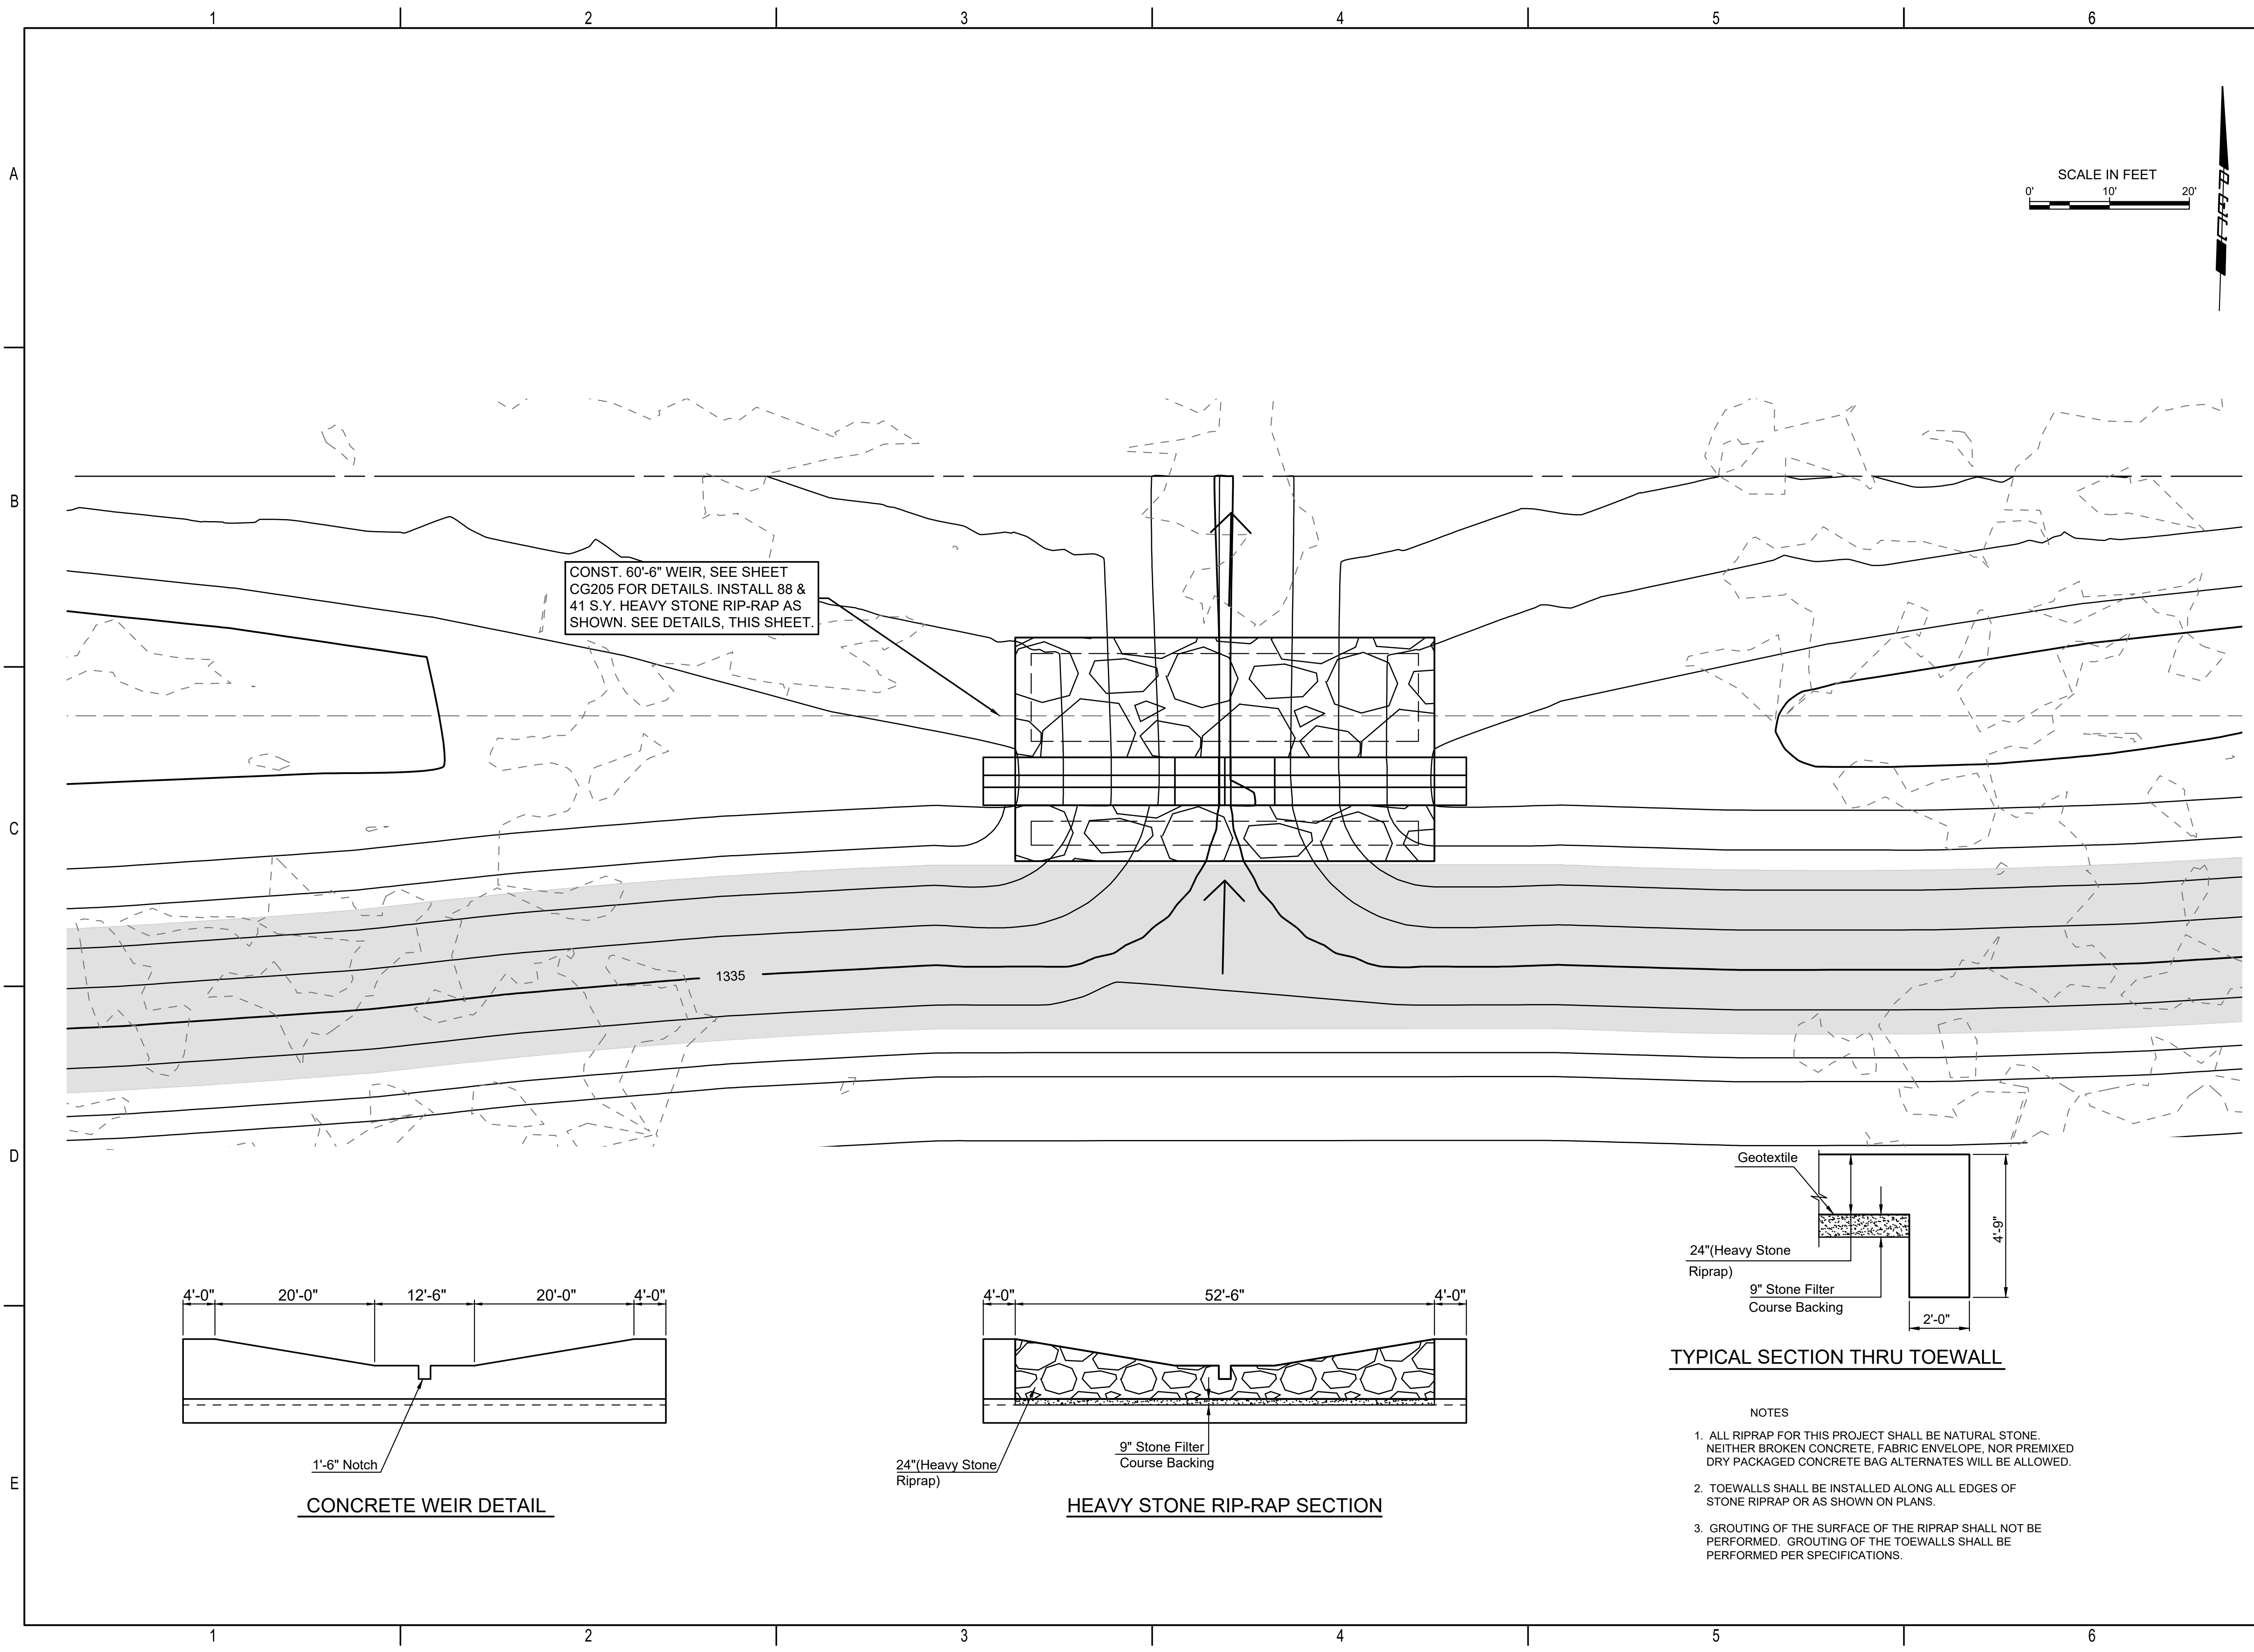 1 2 3 4 5 6
A
SCALE IN FEET
0' 10' 20'
B
CONST. 60'-6" WEIR, SEE SHEET
CG205 FOR DETAILS. INSTALL 88 &
41 S.Y. HEAVY STONE RIP-RAP AS
SHOWN. SEE DETAILS, THIS SHEET.
C
1335
D
Geotextile
4'-9"
24"(Heavy Stone
Riprap)
9" Stone Filter
Course Backing
2'-0"
TYPICAL SECTION THRU TOEWALL
4'-0" 20'-0" 12'-6" 20'-0" 4'-0"
1'-6" Notch
CONCRETE WEIR DETAIL
4'-0" 52'-6" 4'-0"
9" Stone Filter
Course Backing
24"(Heavy Stone
Riprap)
HEAVY STONE RIP-RAP SECTION
E
NOTES
1. ALL RIPRAP FOR THIS PROJECT SHALL BE NATURAL STONE.
NEITHER BROKEN CONCRETE, FABRIC ENVELOPE, NOR PREMIXED
DRY PACKAGED CONCRETE BAG ALTERNATES WILL BE ALLOWED.
2. TOEWALLS SHALL BE INSTALLED ALONG ALL EDGES OF
STONE RIPRAP OR AS SHOWN ON PLANS.
3. GROUTING OF THE SURFACE OF THE RIPRAP SHALL NOT BE
PERFORMED. GROUTING OF THE TOEWALLS SHALL BE
PERFORMED PER SPECIFICATIONS.
1 2 3 4 5 6